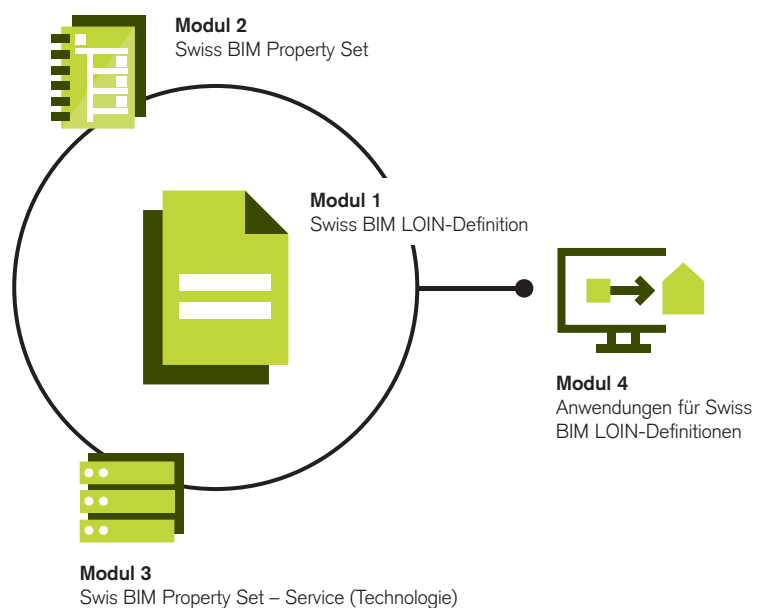 Modul 2
Swiss BIM Property Set
Modul 1
Swiss BIM LOIN-Definition
Modul 4
Anwendungen für Swiss
BIM LOIN-Definitionen
Modul 3
Swis BIM Property Set – Service (Technologie)